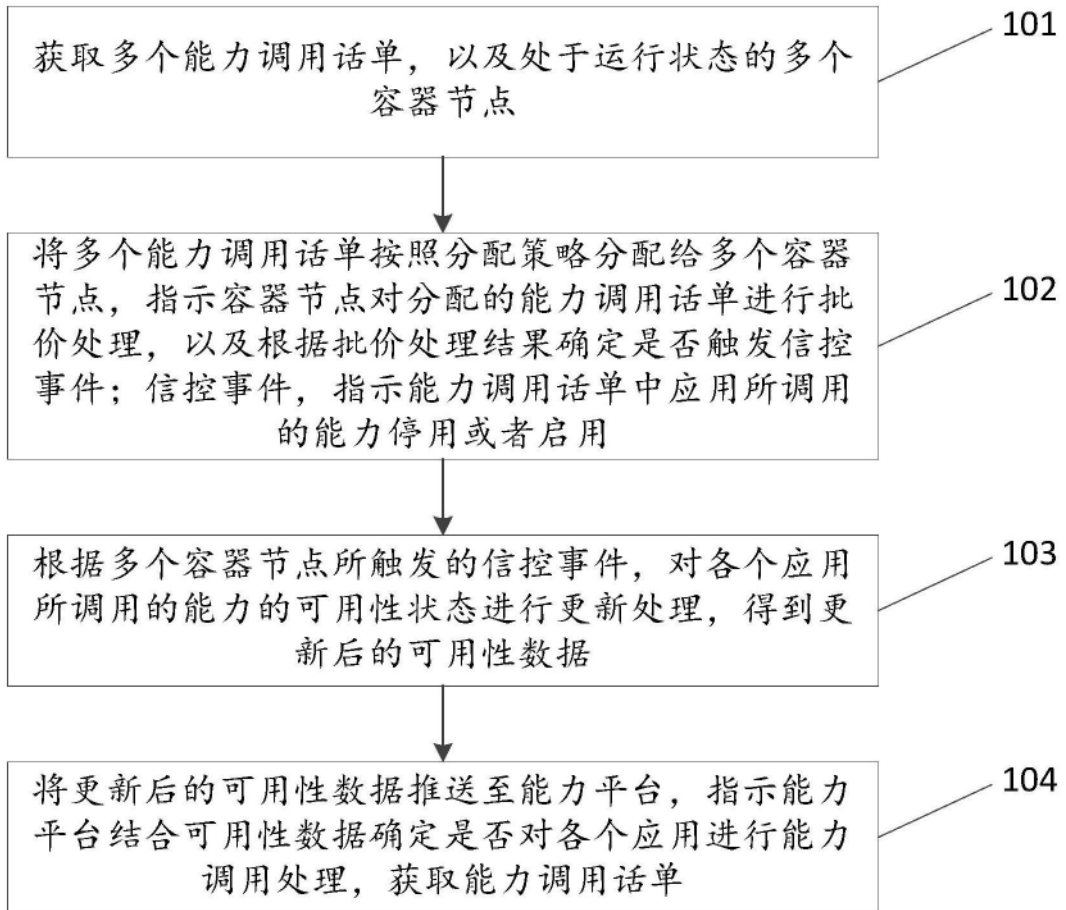 获取多个能力调用话单，以及处于运行状态的多个
容器节点
101
将多个能力调用话单按照分配策略分配给多个容器
节点，指示容器节点对分配的能力调用话单进行批
价处理，以及根据批价处理结果确定是否触发信控
事件；信控事件，指示能力调用话单中应用所调用
的能力停用或者启用
102
根据多个容器节点所触发的信控事件，对各个应用
所调用的能力的可用性状态进行更新处理，得到更
新后的可用性数据
103
将更新后的可用性数据推送至能力平台，指示能力
平台结合可用性数据确定是否对各个应用进行能力
调用处理，获取能力调用话单
104